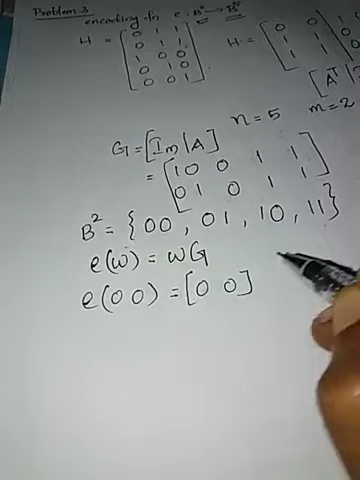 Problem 3
encoding fn e: B² → B⁵
H = [0 1 1
0 1 1
1 0 0
0 1 0
0 0 1]
H = [0 0 1 0
1 1 0
1 1 0
[Aᵀ | I
n = 5 m = 2
G = [Im | A]
= [1 0 0 1 1
0 1 0 1 1]
B² = {00, 01, 10, 11}
e(w) = wG
e(00) = [0 0]